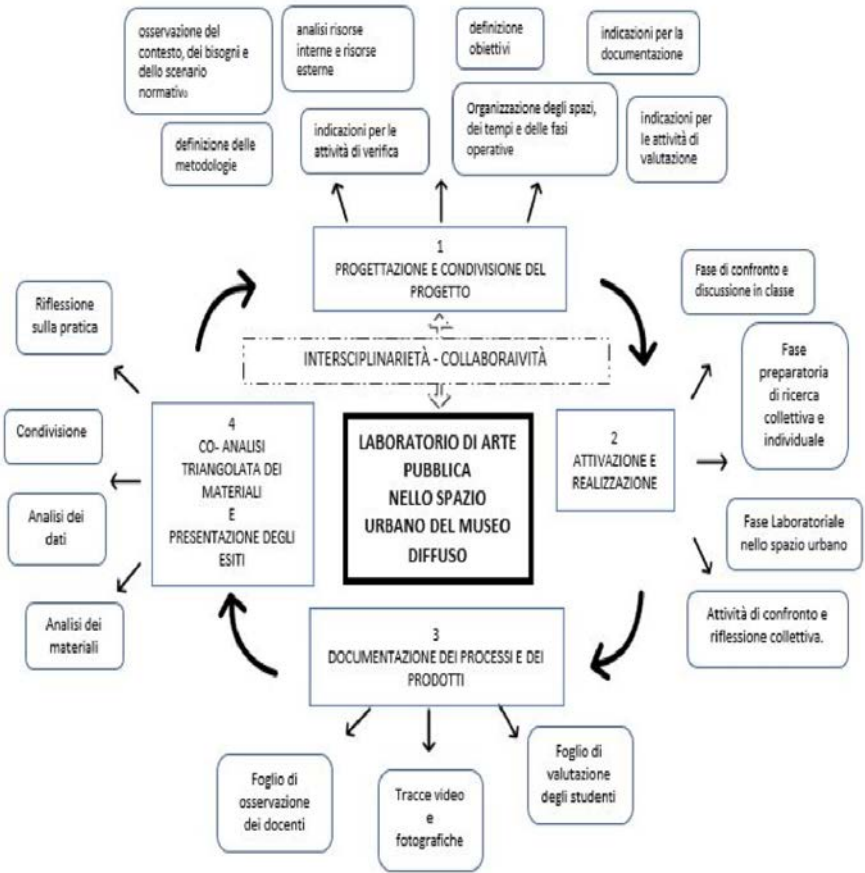 osservazione del
contesto, dei bisogni e
dello scenario
normativo
analisi risorse
interne e risorse
esterne
definizione
obiettivi
indicazioni per la
documentazione
definizione delle
metodologie
indicazioni per le
attività di verifica
Organizzazione degli spazi,
dei tempi e delle fasi
operative
indicazioni per
le attività di
valutazione
1
PROGETTAZIONE E CONDIVISIONE DEL
PROGETTO
Fase di confronto e
discussione in classe
Riflessione
sulla pratica
INTERSCIPLINARIETÀ - COLLABORAIVITÀ
Fase
preparatoria
di ricerca
collettiva e
individuale
Condivisione
4
CO- ANALISI
TRIANGOLATA DEI
MATERIALI
E
PRESENTAZIONE DEGLI
ESITI
LABORATORIO DI ARTE
PUBBLICA
NELLO SPAZIO
URBANO DEL MUSEO
DIFFUSO
2
ATTIVAZIONE E
REALIZZAZIONE
Analisi dei
dati
Fase Laboratoriale
nello spazio urbano
Analisi dei
materiali
Attività di confronto e
riflessione collettiva.
3
DOCUMENTAZIONE DEI PROCESSI E DEI
PRODOTTI
Foglio di
osservazione
dei docenti
Tracce video
e
fotografiche
Foglio di
valutazione
degli studenti